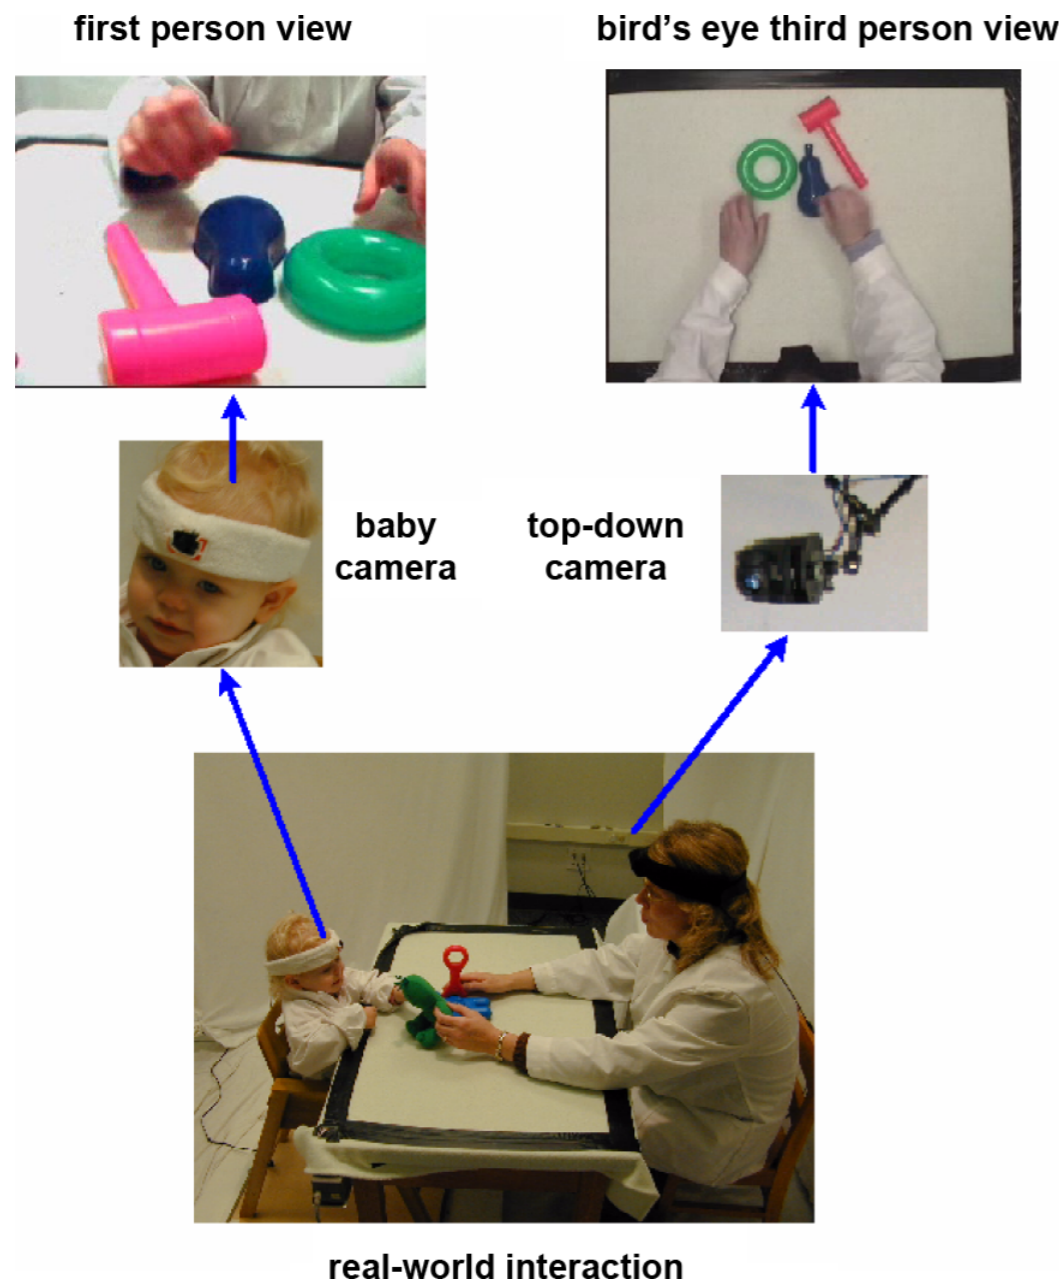 first person view
bird's eye third person view
baby
camera
top-down
camera
real-world interaction